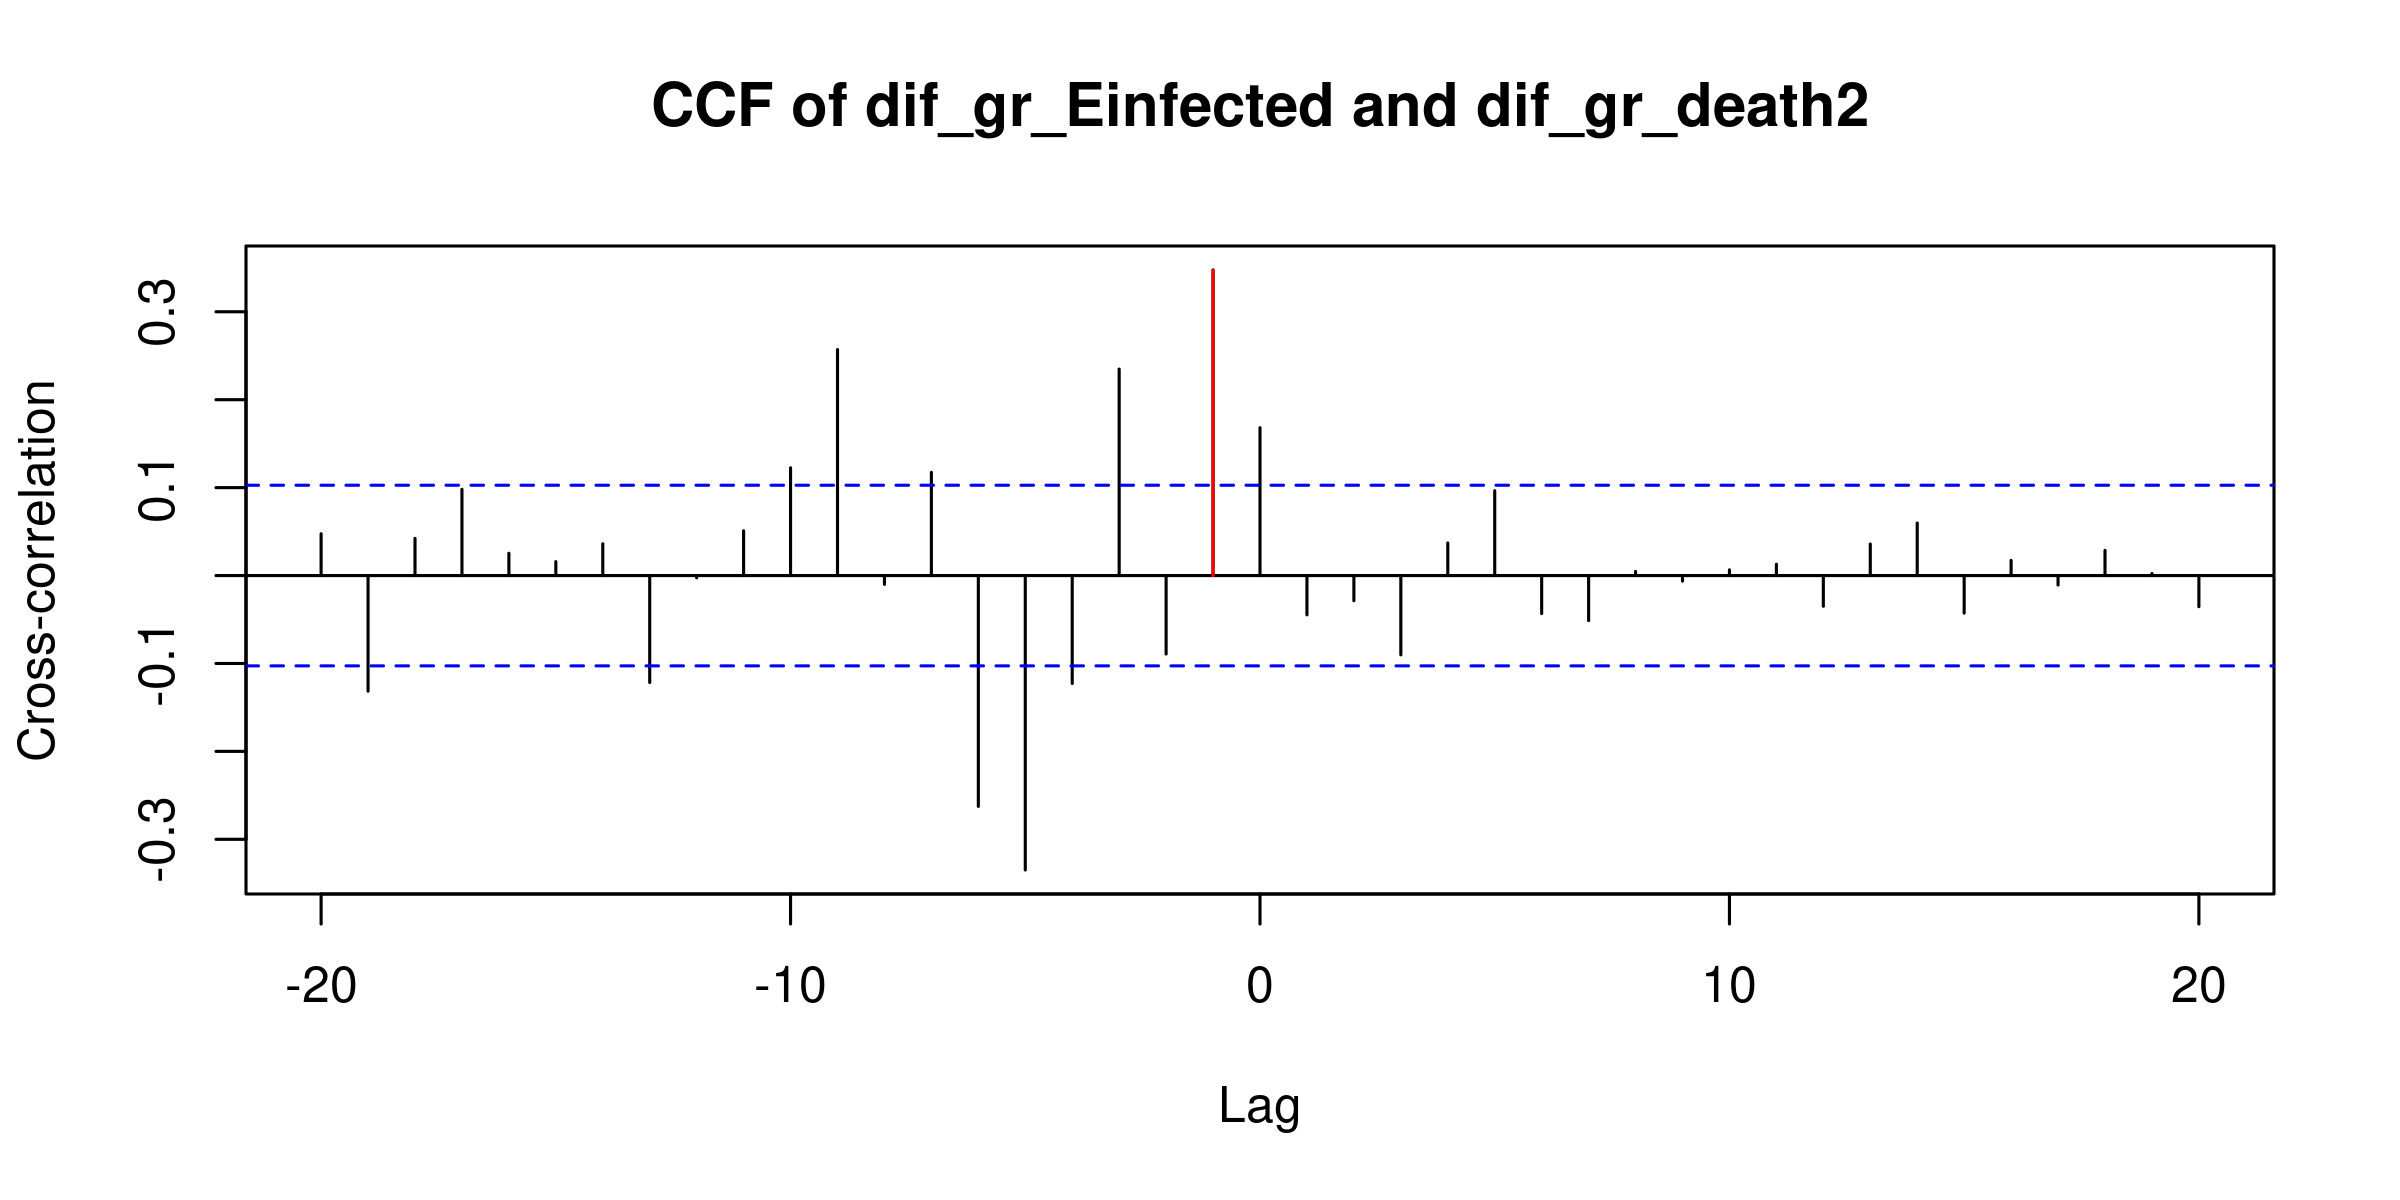 CCF of dif_gr_Einfected and dif_gr_death2
Cross-correlation
0.3
0.1
-0.1
-0.3
-20 -10 0 10 20
Lag